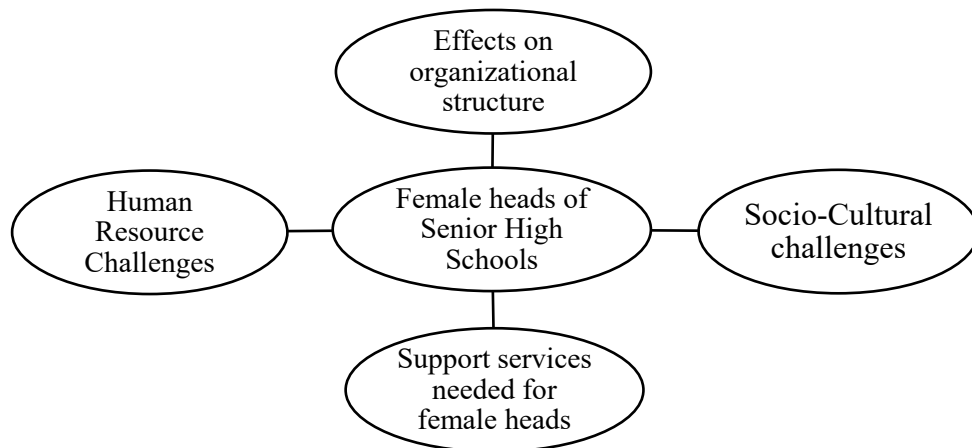 Effects on
organizational
structure
Human
Resource
Challenges
Female heads of
Senior High
Schools
Socio-Cultural
challenges
Support services
needed for
female heads